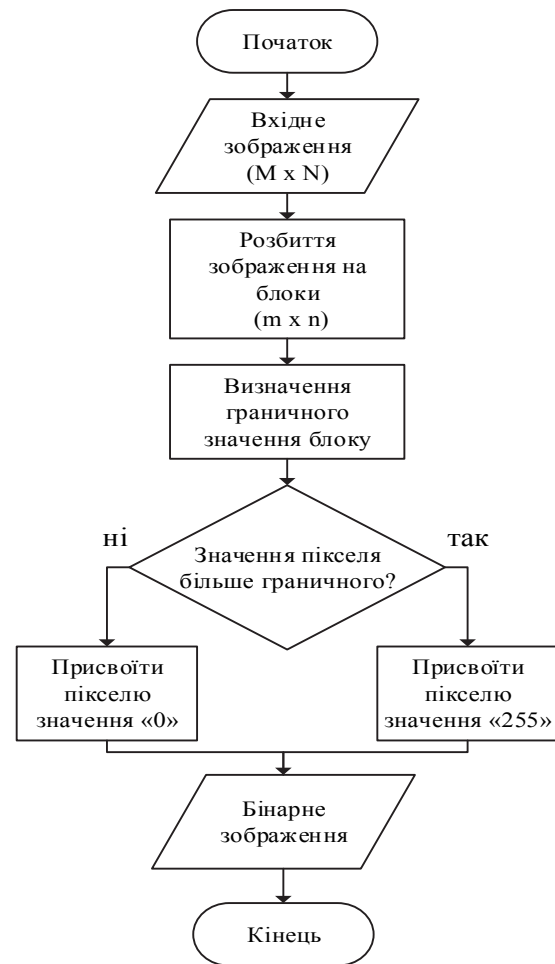 Початок
Вхідне
зображення
(M x N)
Розбиття
зображення на
блоки
(m x n)
Визначення
граничного
значення блоку
ні
так
Значення пікселя
більше граничного?
Присвоїти
пікселю
значення «0»
Присвоїти
пікселю
значення «255»
Бінарне
зображення
Кінець